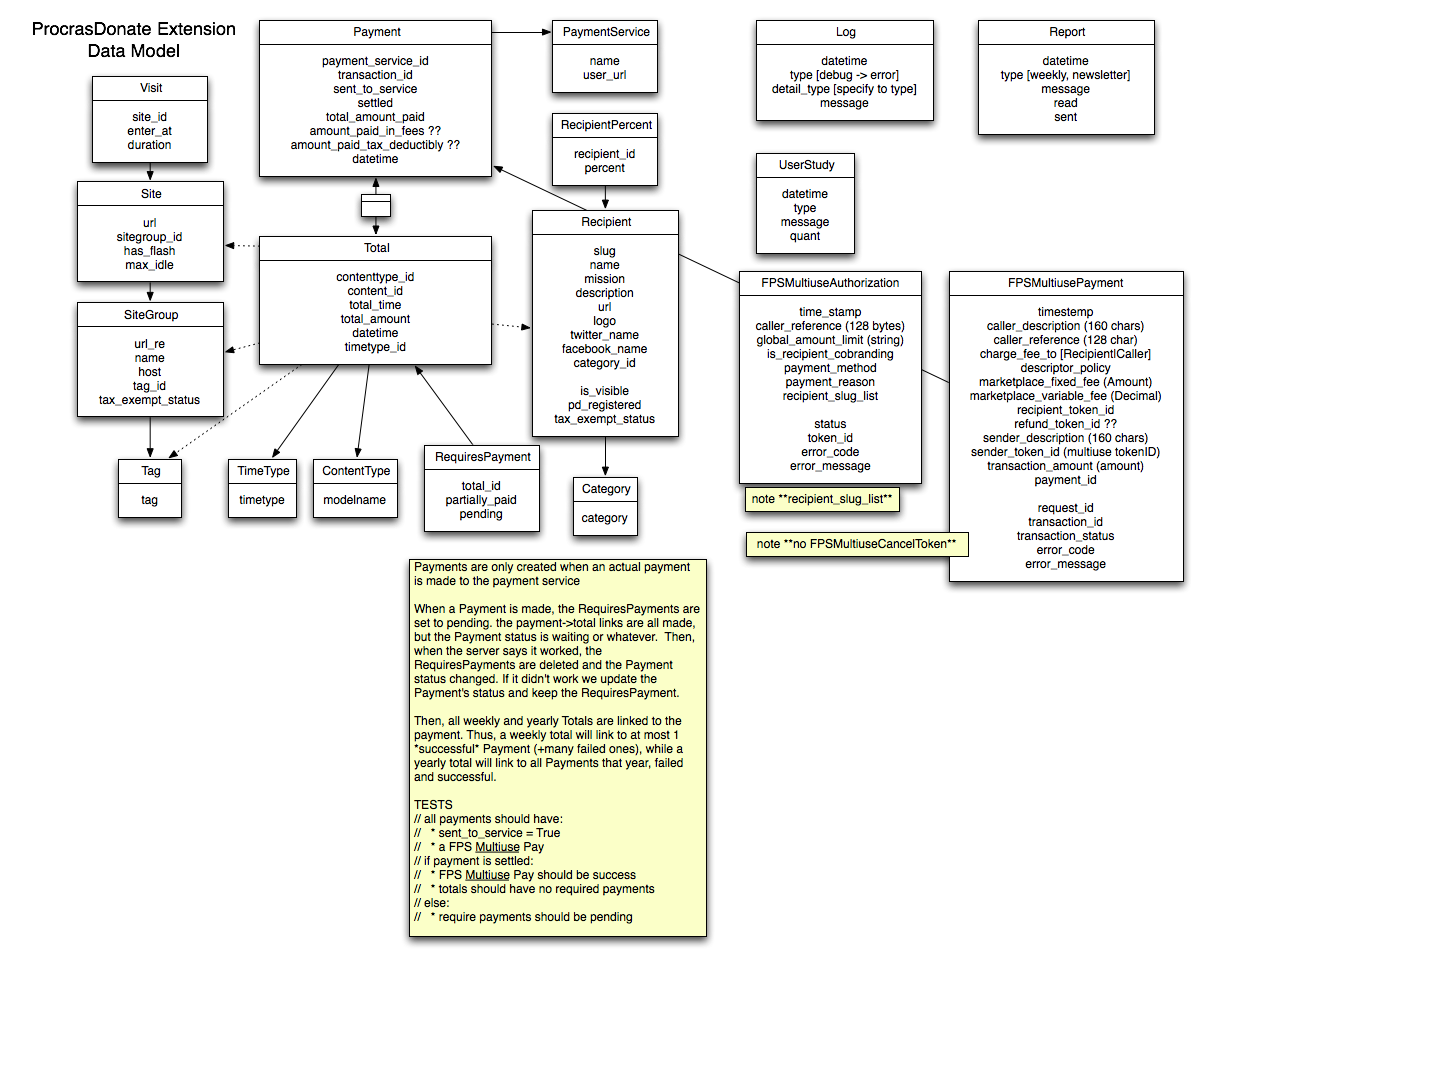 ProcrasDonate Extension
Data Model
Visit
site_id
enter_at
duration
Site
url
sitegroup_id
has_flash
max_idle
SiteGroup
url_re
name
host
tag_id
tax_exempt_status
Tag
tag
Payment
payment_service_id
transaction_id
sent_to_service
settled
total_amount_paid
amount_paid_in_fees ??
amount_paid_tax_deductibly ??
datetime
Total
contenttype_id
content_id
total_time
total_amount
datetime
timetype_id
TimeType
timetype
ContentType
modelname
RequiresPayment
total_id
partially_paid
pending
PaymentService
name
user_url
RecipientPercent
recipient_id
percent
Recipient
slug
name
mission
description
url
logo
twitter_name
facebook_name
category_id
is_visible
pd_registered
tax_exempt_status
Category
category
Log
datetime
type [debug -> error]
detail_type [specify to type]
message
Report
datetime
type [weekly, newsletter]
message
read
sent
UserStudy
datetime
type
message
quant
FPSMultiuseAuthorization
time_stamp
caller_reference (128 bytes)
global_amount_limit (string)
is_recipient_cobranding
payment_method
payment_reason
recipient_slug_list
status
token_id
error_code
error_message
note **recipient_slug_list**
note **no FPSMultiuseCancelToken**
FPSMultiusePayment
timestemp
caller_description (160 chars)
caller_reference (128 char)
charge_fee_to [Recipient|Caller]
descriptor_policy
marketplace_fixed_fee (Amount)
marketplace_variable_fee (Decimal)
recipient_token_id
refund_token_id ??
sender_description (160 chars)
sender_token_id (multiuse tokenID)
transaction_amount (amount)
payment_id
request_id
transaction_id
transaction_status
error_code
error_message
Payments are only created when an actual payment
is made to the payment service
When a Payment is made, the RequiresPayments are
set to pending. the payment->total links are all made,
but the Payment status is waiting or whatever.  Then,
when the server says it worked, the
RequiresPayments are deleted and the Payment
status changed. If it didn't work we update the
Payment's status and keep the RequiresPayment.
Then, all weekly and yearly Totals are linked to the
payment. Thus, a weekly total will link to at most 1
*successful* Payment (+many failed ones), while a
yearly total will link to all Payments that year, failed
and successful.
TESTS
// all payments should have:
//   * sent_to_service = True
//   * a FPS Multiuse Pay
// if payment is settled:
//   * FPS Multiuse Pay should be success
//   * totals should have no required payments
// else:
//   * require payments should be pending